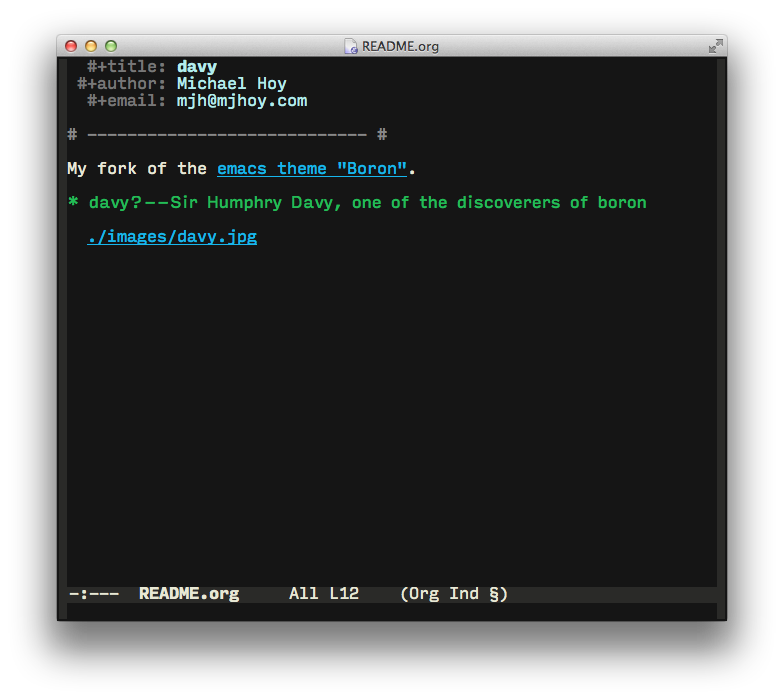 README.org
#+title: davy
#+author: Michael Hoy
#+email: mjh@mjhoy.com
# ---------------------------- #
My fork of the emacs theme "Boron".
* davy?--Sir Humphry Davy, one of the discoverers of boron
./images/davy.jpg
-:--- README.org All L12 (Org Ind §)